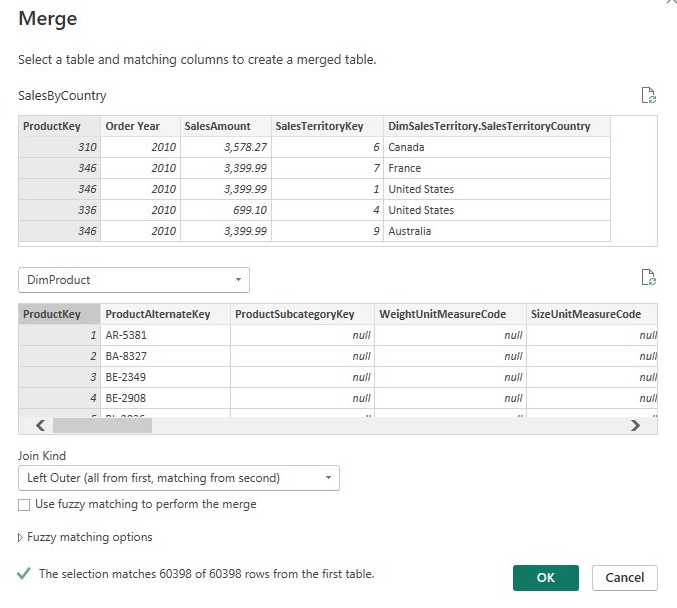 Merge
Select a table and matching columns to create a merged table.
SalesByCountry
ProductKey Order Year SalesAmount SalesTerritoryKey DimSalesTerritory.SalesTerritoryCountry
310 2010 3,578.27 6 Canada
346 2010 3,399.99 7 France
346 2010 3,399.99 1 United States
336 2010 699.10 4 United States
346 2010 3,399.99 9 Australia
DimProduct
ProductKey ProductAlternateKey ProductSubcategoryKey WeightUnitMeasureCode SizeUnitMeasureCode
1 AR-5381 null null null
2 BA-8327 null null null
3 BE-2349 null null null
4 BE-2908 null null null
Join Kind
Left Outer (all from first, matching from second)
Use fuzzy matching to perform the merge
Fuzzy matching options
The selection matches 60398 of 60398 rows from the first table.
OK Cancel